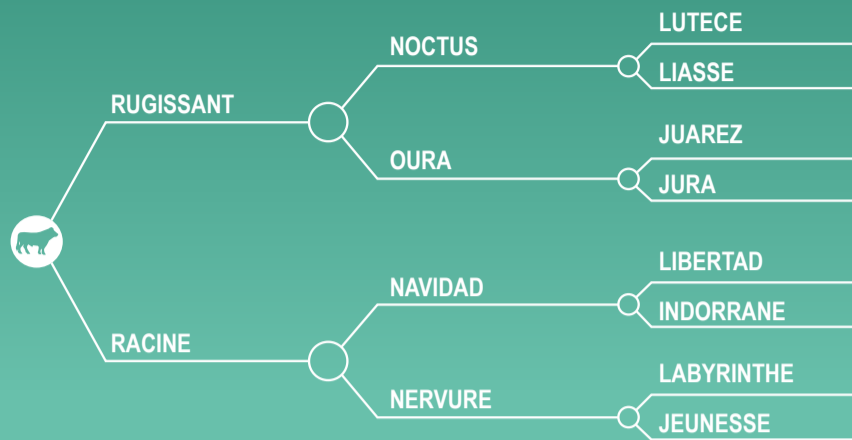 LUTECE
NOCTUS
LIASSE
RUGISSANT
JUAREZ
OURA
JURA
LIBERTAD
NAVIDAD
INDORRANE
RACINE
LABYRINTHE
NERVURE
JEUNESSE